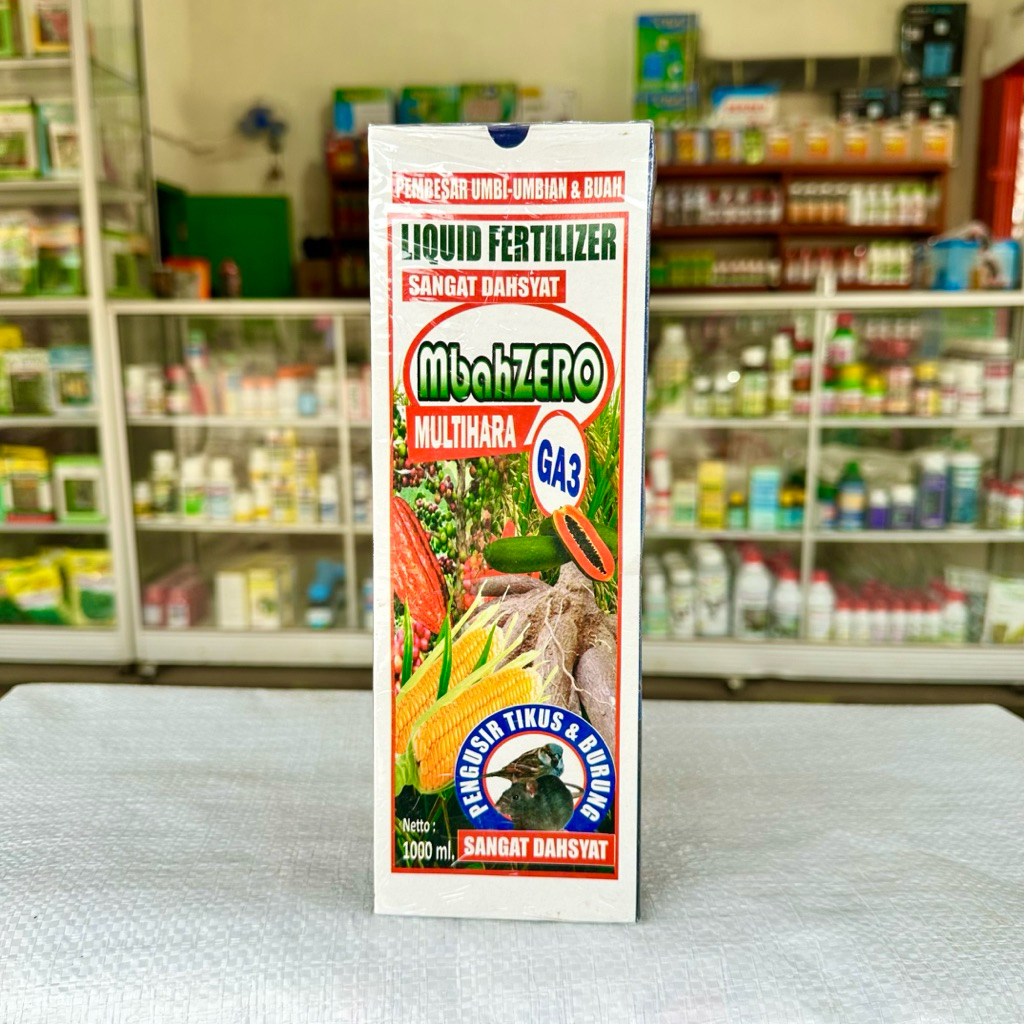 PEMBESAR UMBI-UMBIAN & BUAH
LIQUID FERTILIZER
SANGAT DAHSYAT
MbahZERO
MULTIHARA
GA3
PENGUSIR TIKUS & BURUNG
Netto :
1000 ml.
SANGAT DAHSYAT